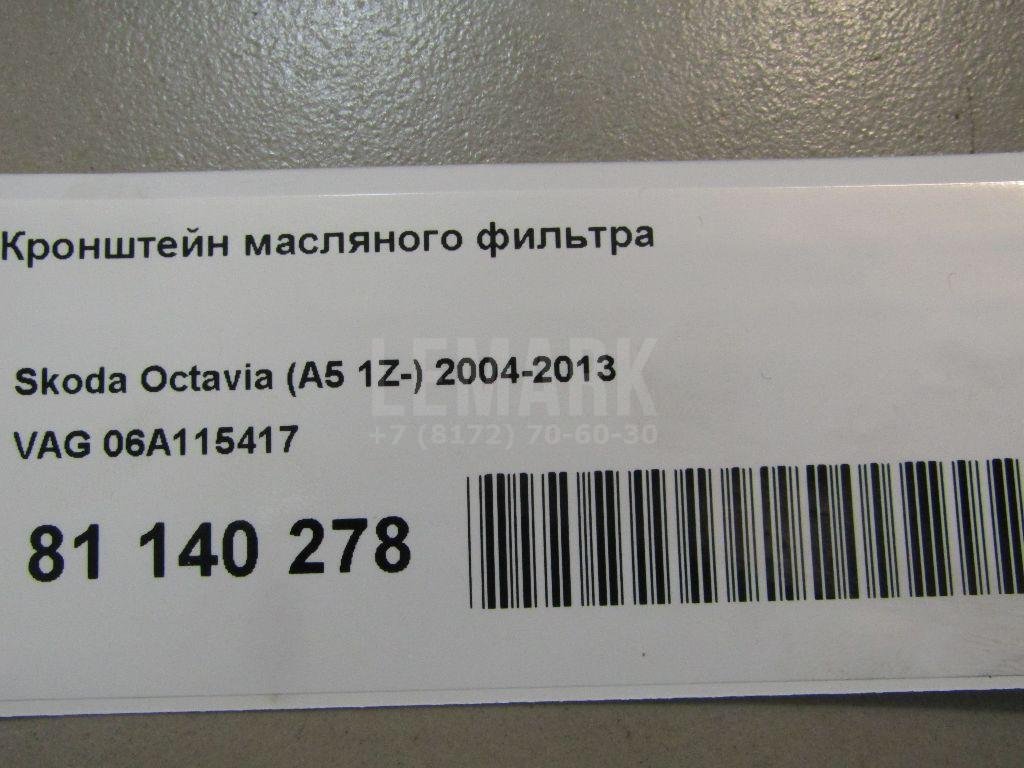 Кронштейн масляного фильтра
LEMARK
Skoda Octavia (A5 1Z-) 2004-2013
+7 (8172) 70-60-30
VAG 06A115417
81 140 278